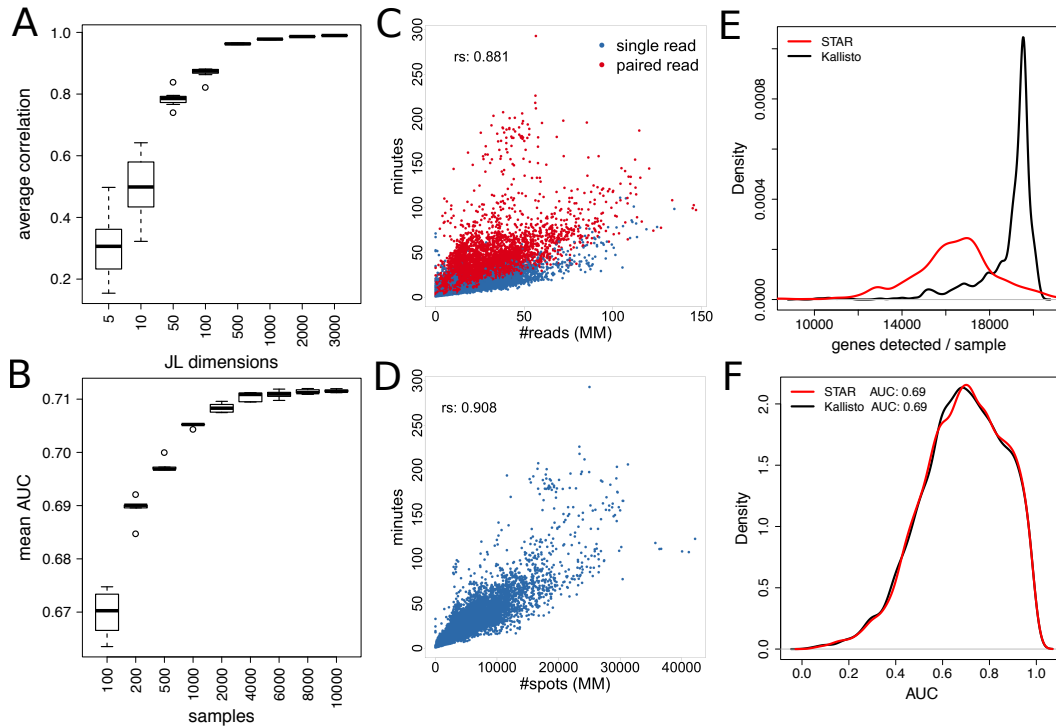 A
1.0
0.8
0.6
0.4
0.2
average correlation
5
10
50
100
500
1000
2000
3000
JL dimensions
B
0.71
0.70
0.69
0.68
0.67
mean AUC
100
200
500
1000
2000
4000
6000
8000
10000
samples
C
300
250
200
150
100
50
0
minutes
rs: 0.881
single read
paired read
0
50
100
150
#reads (MM)
D
300
250
200
150
100
50
0
minutes
rs: 0.908
0
10000
20000
30000
40000
#spots (MM)
E
STAR
Kallisto
0.0008
0.0004
0.0000
Density
10000
14000
18000
genes detected / sample
F
STAR AUC: 0.69
Kallisto AUC: 0.69
2.0
1.5
1.0
0.5
0.0
Density
0.0
0.2
0.4
0.6
0.8
1.0
AUC